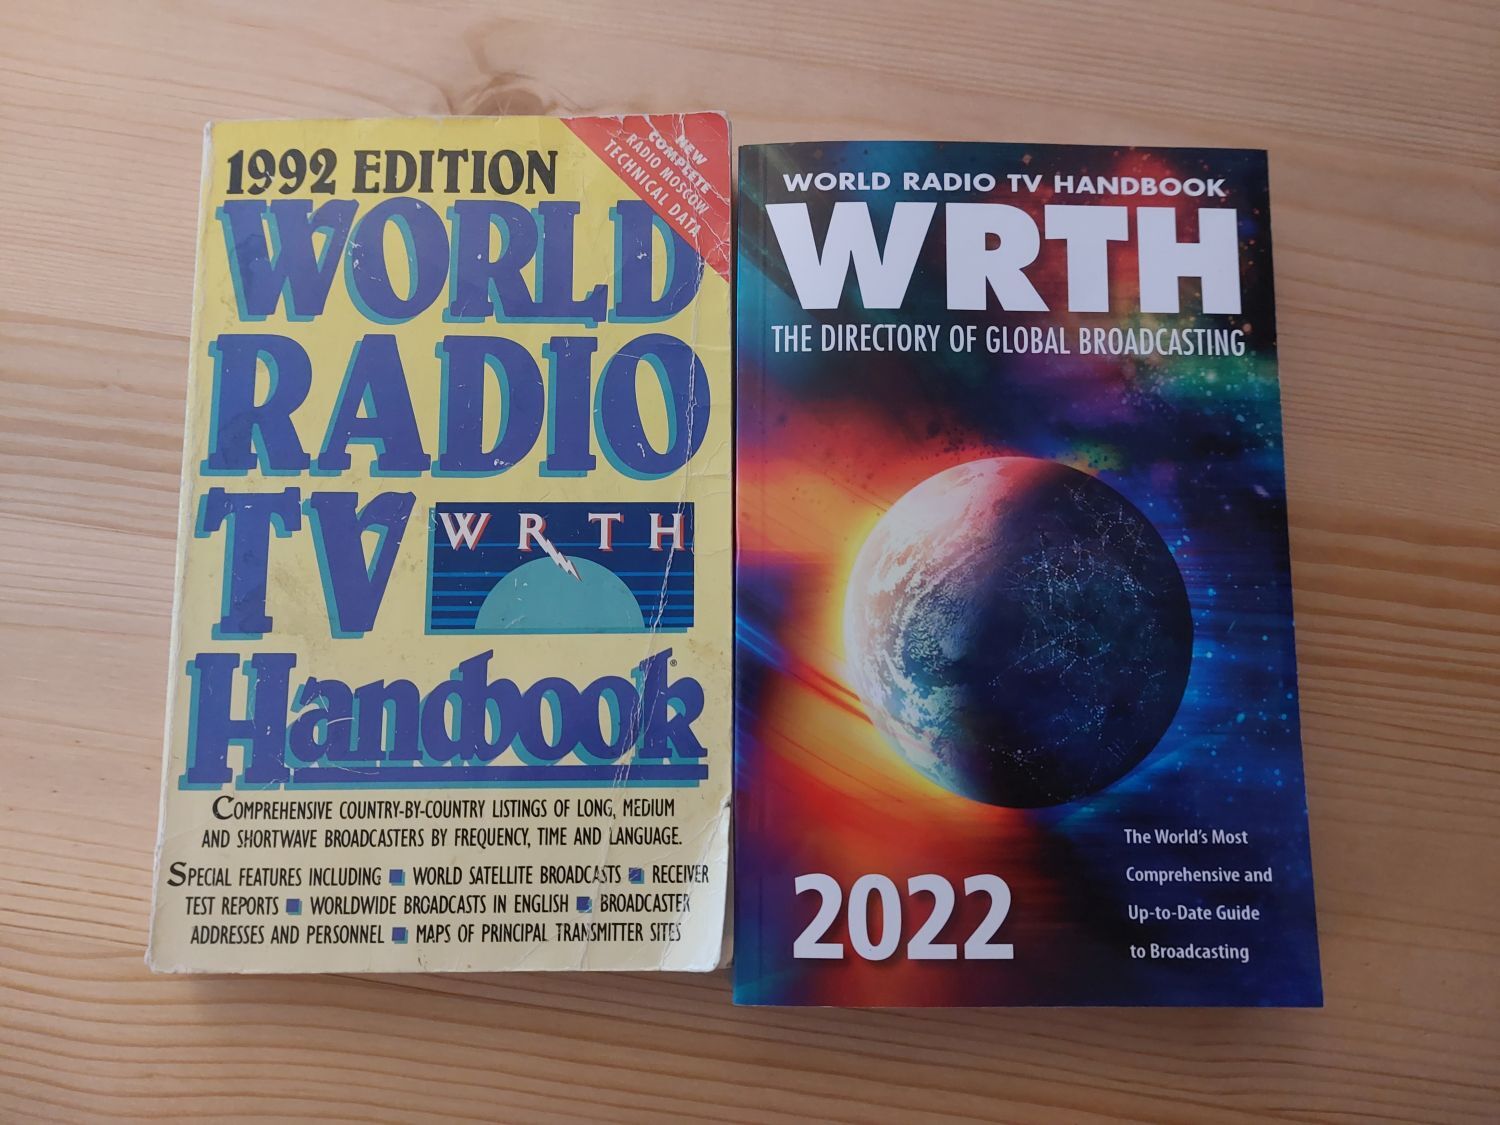 1992 EDITION
NEW
COMPLETE
RADIO MOSCOW
TECHNICAL DATA
WORLD
RADIO
TV
WRTH
Handbook®
COMPREHENSIVE COUNTRY-BY-COUNTRY LISTINGS OF LONG, MEDIUM
AND SHORTWAVE BROADCASTERS BY FREQUENCY, TIME AND LANGUAGE.
SPECIAL FEATURES INCLUDING ■ WORLD SATELLITE BROADCASTS ■ RECEIVER
TEST REPORTS ■ WORLDWIDE BROADCASTS IN ENGLISH ■ BROADCASTER
ADDRESSES AND PERSONNEL ■ MAPS OF PRINCIPAL TRANSMITTER SITES
WORLD RADIO TV HANDBOOK
WRTH
THE DIRECTORY OF GLOBAL BROADCASTING
2022
The World's Most
Comprehensive and
Up-to-Date Guide
to Broadcasting